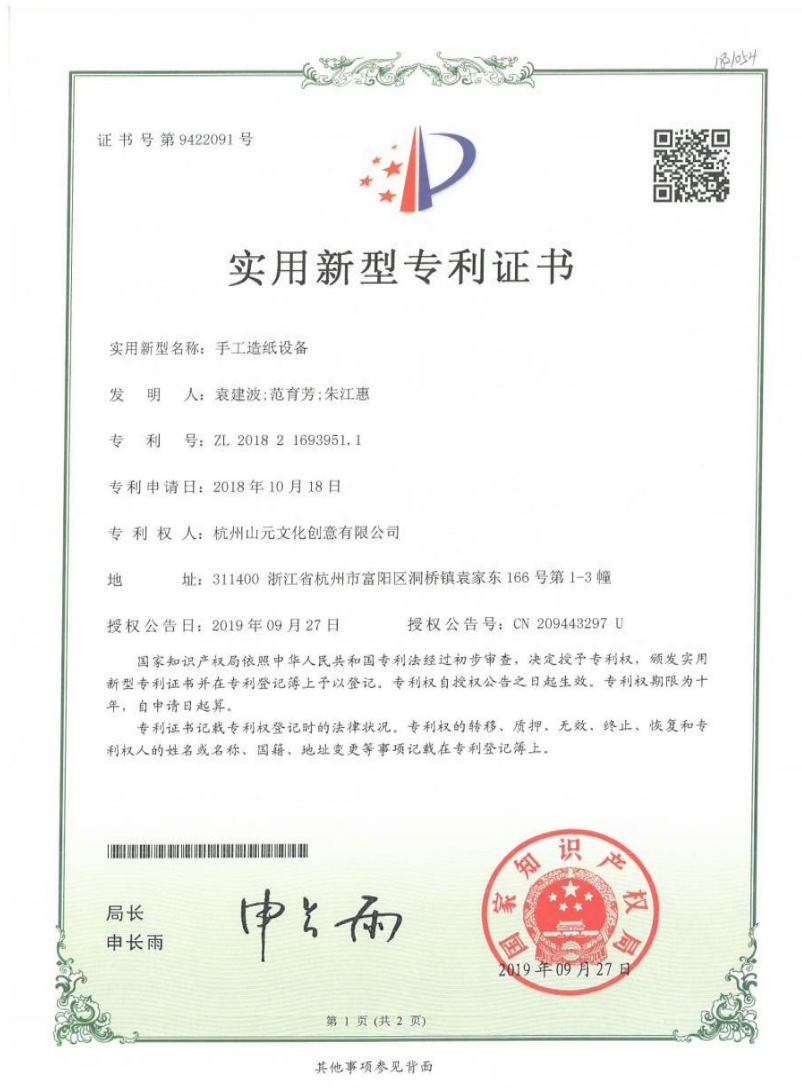 181054
证书号第9422091号
实用新型专利证书
实用新型名称：手工造纸设备
发明人：袁建波;范育芳;朱江惠
专利号：ZL 2018 2 1693951.1
专利申请日：2018年10月18日
专利权人：杭州山元文化创意有限公司
地址：311400 浙江省杭州市富阳区洞桥镇袁家东166号第1-3幢
授权公告日：2019年09月27日 授权公告号：CN 209443297 U
国家知识产权局依照中华人民共和国专利法经过初步审查，决定授予专利权，颁发实用
新型专利证书并在专利登记簿上予以登记。专利权自授权公告之日起生效。专利权期限为十
年，自申请日起算。
专利证书记载专利权登记时的法律状况。专利权的转移、质押、无效、终止、恢复和专
利权人的姓名或名称、国籍、地址变更等事项记载在专利登记簿上。
局长
申长雨
申长雨
国家知识产权局
2019年09月27日
第1页(共2页)
其他事项参见背面